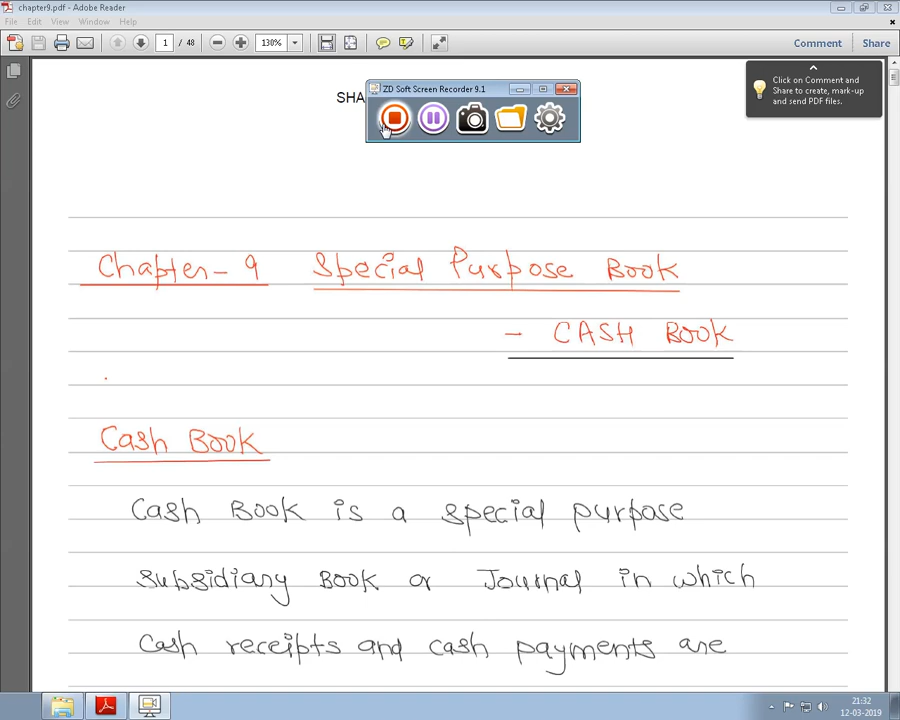 chapter9.pdf - Adobe Reader
File Edit View Window Help
1 / 48 130% Comment Share
SHA
ZD Soft Screen Recorder 9.1
Click on Comment and
Share to create, mark-up
and send PDF files.
Chapter - 9 Special Purpose Book
- CASH BOOK
Cash Book
Cash Book is a special purpose
subsidiary Book or Journal in which
Cash receipts and cash payments are
21:32
12-03-2019